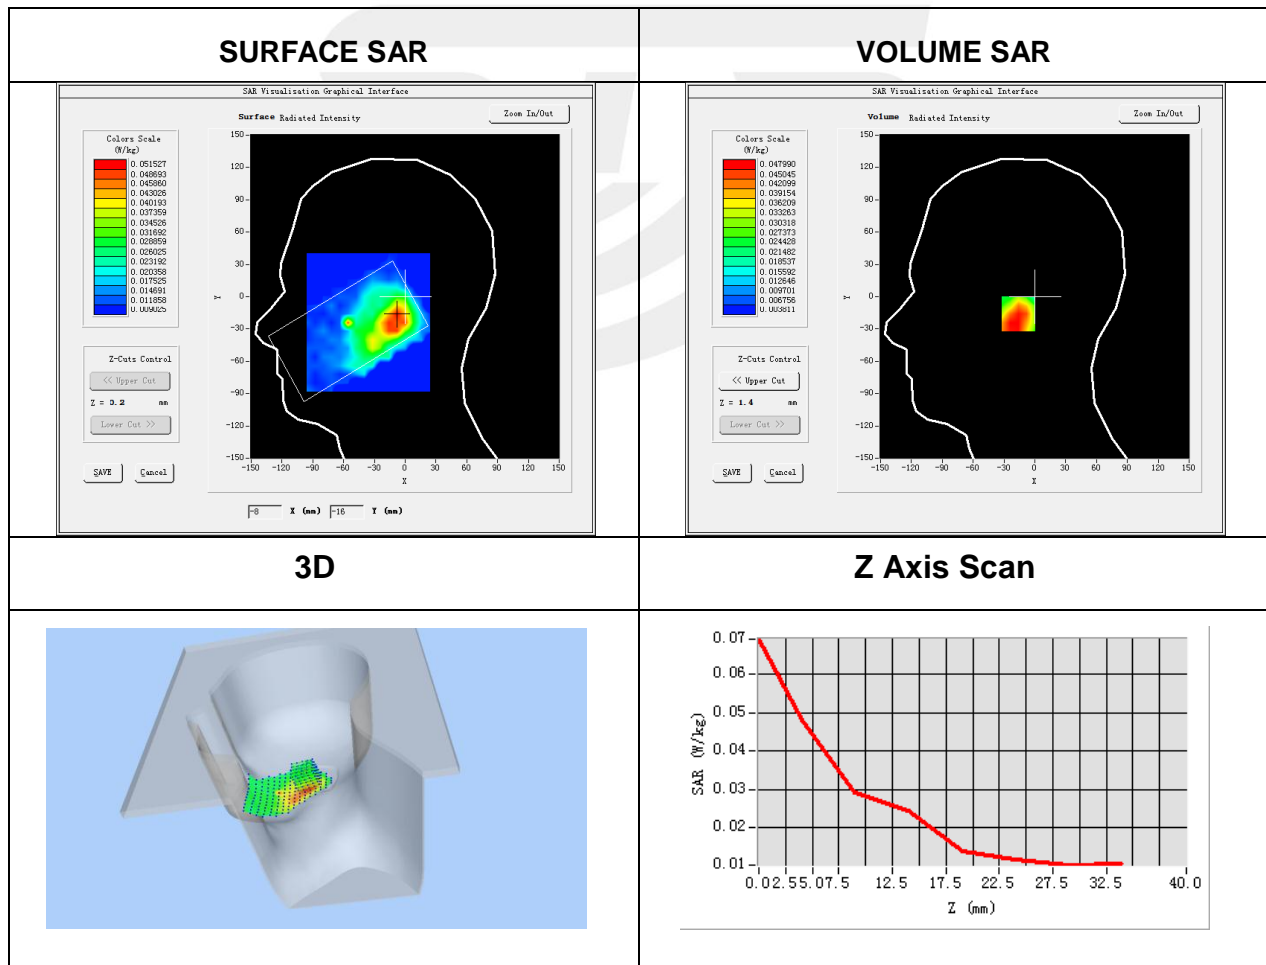 SURFACE SAR
VOLUME SAR
SAR Visualisation Graphical Interface
Surface Radiated Intensity
Zoom In/Out
Colors Scale
(W/kg)
0.051527
0.048693
0.045860
0.043026
0.040193
0.037359
0.034526
0.031692
0.028859
0.026025
0.023192
0.020358
0.017525
0.014691
0.011858
0.009025
Z-Cuts Control
<< Upper Cut
Z = 0.2 mm
Lower Cut >>
SAVE Cancel
150
120
90
60
30
0
-30
-60
-90
-120
-150
Y
-150 -120 -90 -60 -30 0 30 60 90 120 150
X
-8 X (mm) -16 Y (mm)
SAR Visualisation Graphical Interface
Volume Radiated Intensity
Zoom In/Out
Colors Scale
(W/kg)
0.047990
0.045045
0.042099
0.039154
0.036209
0.033263
0.030318
0.027373
0.024428
0.021482
0.018537
0.015592
0.012646
0.009701
0.006756
0.003811
Z-Cuts Control
<< Upper Cut
Z = 1.4 mm
Lower Cut >>
SAVE Cancel
150
120
90
60
30
0
-30
-60
-90
-120
-150
Y
-150 -120 -90 -60 -30 0 30 60 90 120 150
X
3D
Z Axis Scan
0.07
0.06
0.05
0.04
0.03
0.02
0.01
SAR (W/kg)
0.0 2.5 5.0 7.5 12.5 17.5 22.5 27.5 32.5 40.0
Z (mm)